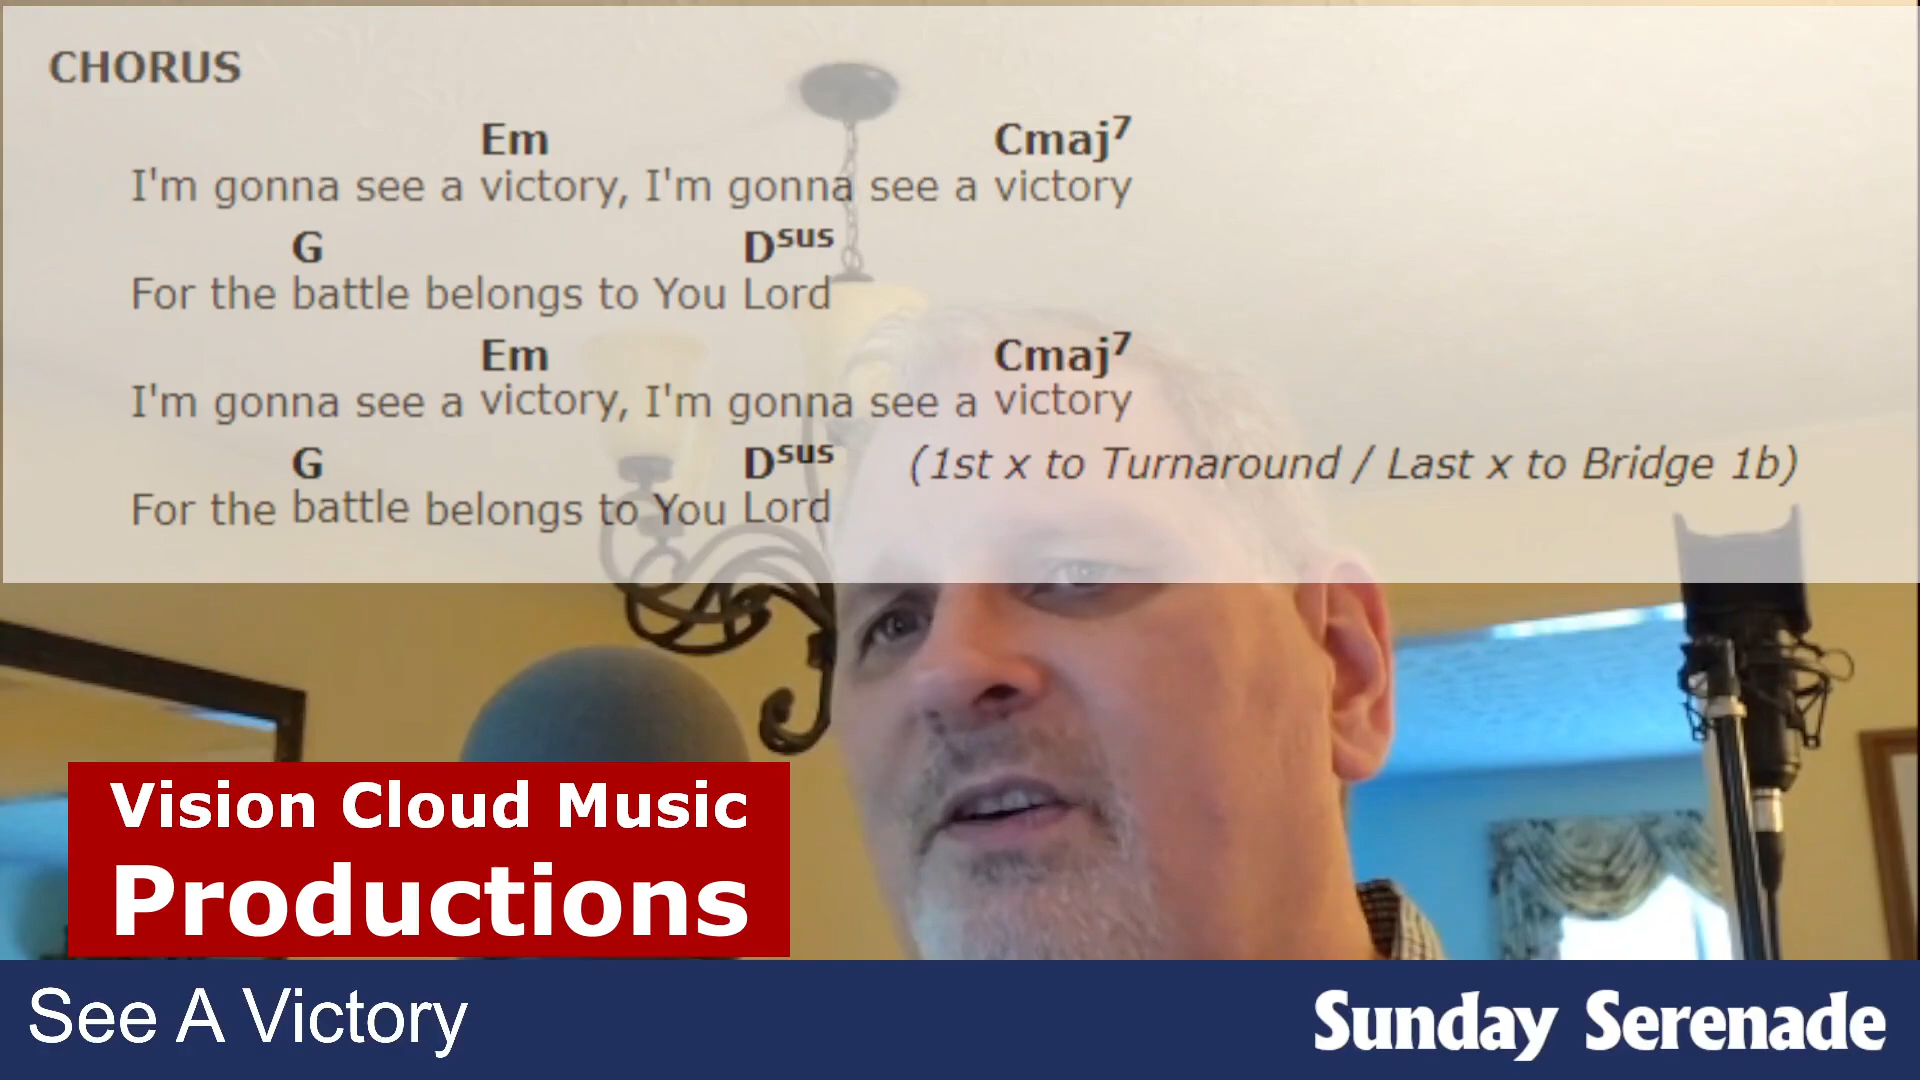 CHORUS
Em Cmaj7
I'm gonna see a victory, I'm gonna see a victory
G Dsus
For the battle belongs to You Lord
Em Cmaj7
I'm gonna see a victory, I'm gonna see a victory
G Dsus (1st x to Turnaround / Last x to Bridge 1b)
For the battle belongs to You Lord
Vision Cloud Music
Productions
See A Victory
Sunday Serenade